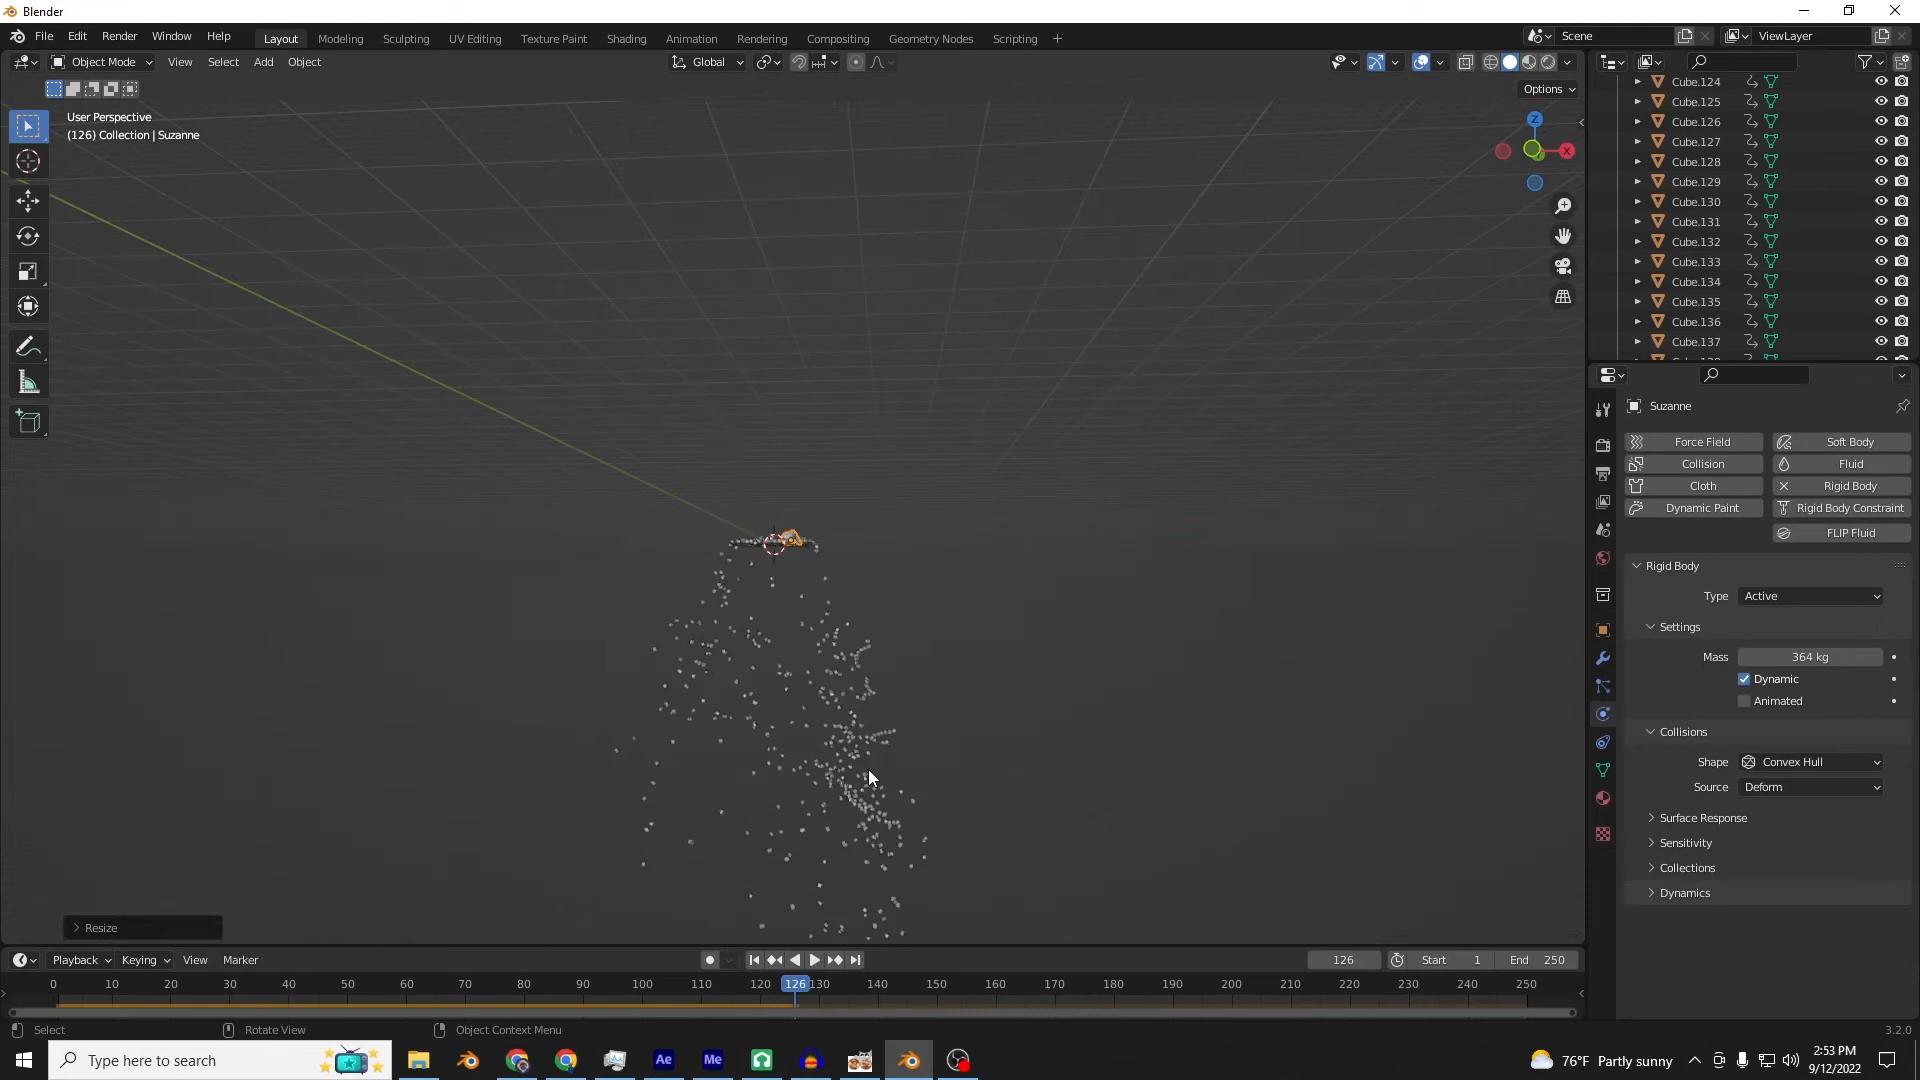 Blender
File Edit Render Window Help
Layout Modeling Sculpting UV Editing Texture Paint Shading Animation Rendering Compositing Geometry Nodes Scripting +
Scene
ViewLayer
Object Mode View Select Add Object
Global
Options
User Perspective
(126) Collection | Suzanne
Z
X
Cube.124
Cube.125
Cube.126
Cube.127
Cube.128
Cube.129
Cube.130
Cube.131
Cube.132
Cube.133
Cube.134
Cube.135
Cube.136
Cube.137
Suzanne
Force Field Soft Body
Collision Fluid
Cloth Rigid Body
Dynamic Paint Rigid Body Constraint
FLIP Fluid
Rigid Body
Type Active
Settings
Mass 364 kg
Dynamic
Animated
Collisions
Shape Convex Hull
Source Deform
Surface Response
Sensitivity
Collections
Dynamics
Resize
Playback Keying View Marker
126 Start 1 End 250
0 10 20 30 40 50 60 70 80 90 100 110 120 126 130 140 150 160 170 180 190 200 210 220 230 240 250
Select Rotate View Object Context Menu
3.2.0
Type here to search
Ae Me
76°F Partly sunny
2:53 PM
9/12/2022